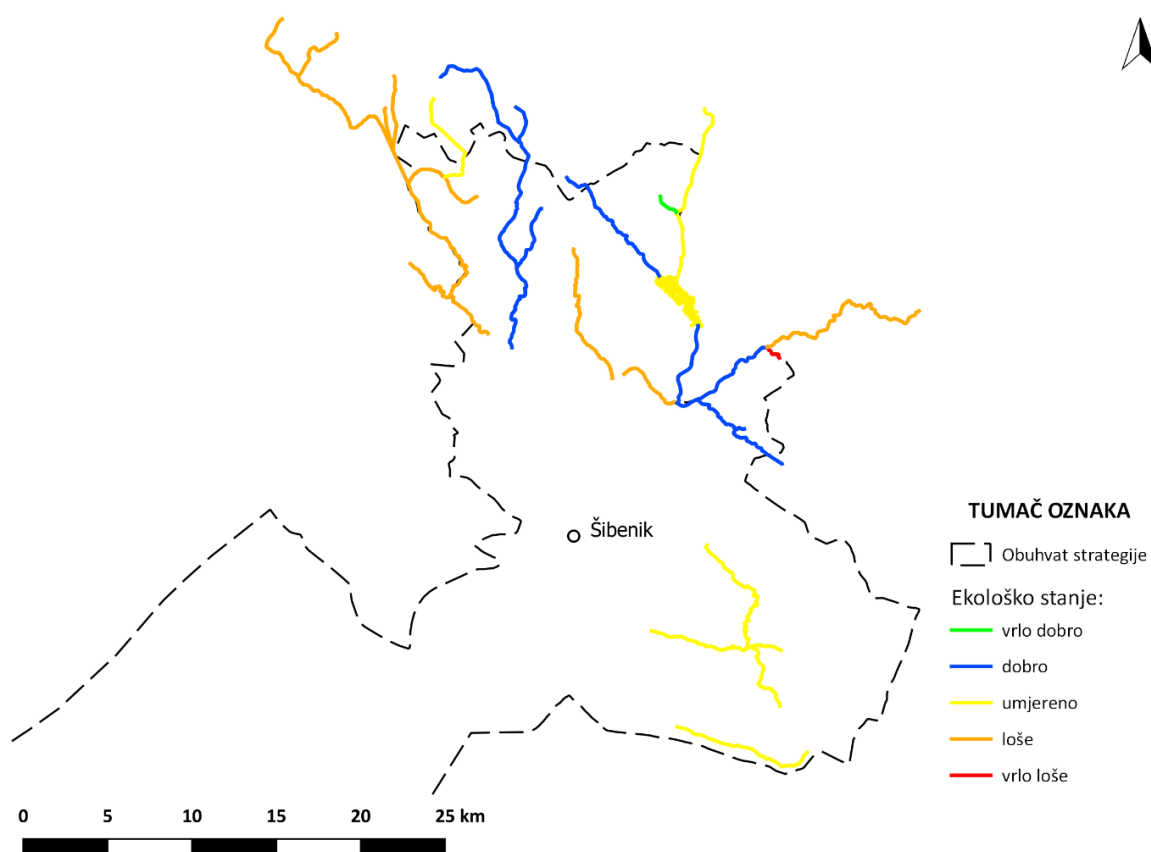 Šibenik
TUMAČ OZNAKA
Obuhvat strategije
Ekološko stanje:
vrlo dobro
dobro
umjereno
loše
vrlo loše
0 5 10 15 20 25 km